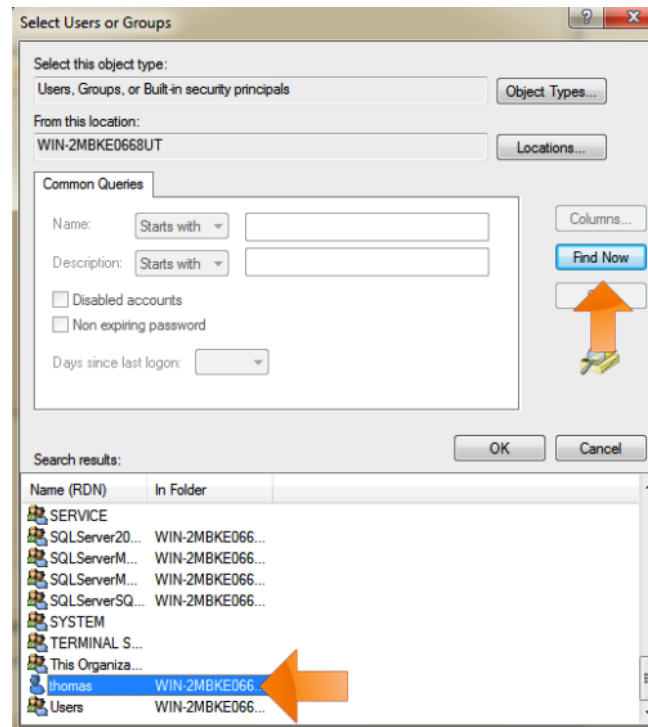 Select Users or Groups
Select this object type:
Users, Groups, or Built-in security principals
Object Types...
From this location:
WIN-2MBKE0668UT
Locations...
Common Queries
Name: Starts with
Columns...
Description: Starts with
Find Now
Disabled accounts
Non expiring password
Days since last logon:
OK Cancel
Search results:
Name (RDN) In Folder
SERVICE
SQLServer20... WIN-2MBKE066...
SQLServerM... WIN-2MBKE066...
SQLServerM... WIN-2MBKE066...
SQLServerSQ... WIN-2MBKE066...
SYSTEM
TERMINAL S...
This Organiza...
thomas WIN-2MBKE066...
Users WIN-2MBKE066...